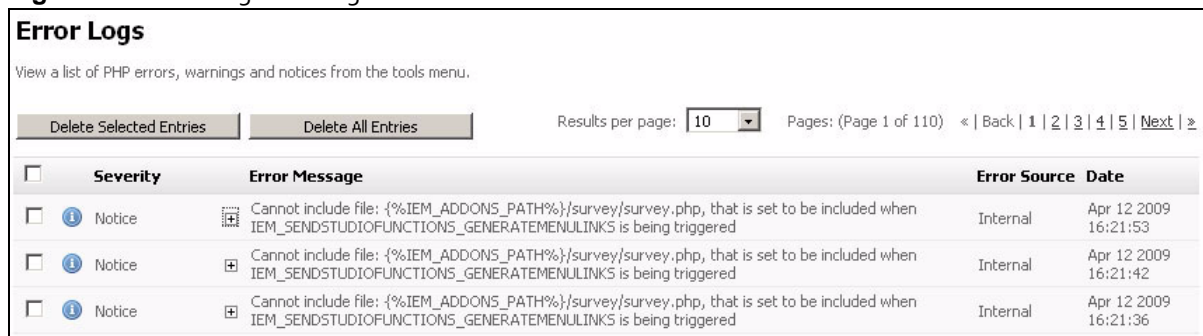 Error Logs
View a list of PHP errors, warnings and notices from the tools menu.
Delete Selected Entries Delete All Entries Results per page: 10 Pages: (Page 1 of 110) « | Back | 1 | 2 | 3 | 4 | 5 | Next | »
Severity Error Message Error Source Date
Notice Cannot include file: {%IEM_ADDONS_PATH%}/survey/survey.php, that is set to be included when Internal Apr 12 2009
IEM_SENDSTUDIOFUNCTIONS_GENERATEMENULINKS is being triggered 16:21:53
Notice Cannot include file: {%IEM_ADDONS_PATH%}/survey/survey.php, that is set to be included when Internal Apr 12 2009
IEM_SENDSTUDIOFUNCTIONS_GENERATEMENULINKS is being triggered 16:21:42
Notice Cannot include file: {%IEM_ADDONS_PATH%}/survey/survey.php, that is set to be included when Internal Apr 12 2009
IEM_SENDSTUDIOFUNCTIONS_GENERATEMENULINKS is being triggered 16:21:36